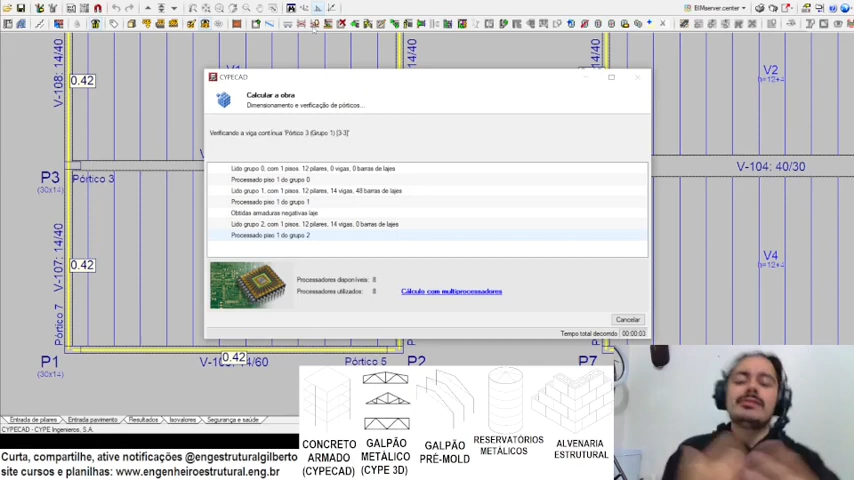 BIMserver.center
V-108: 14/40
0.42
14/40
14/40
V2
h=12+4
CYPECAD
Calcular a obra
Dimensionamento e verificação de pórticos...
Verificando a viga contínua 'Pórtico 3 (Grupo 1) [3-3]'
Lido grupo 0, com 1 pisos, 12 pilares, 0 vigas, 0 barras de lajes
Processado piso 1 do grupo 0
Lido grupo 1, com 1 pisos, 12 pilares, 14 vigas, 48 barras de lajes
Processado piso 1 do grupo 1
Obtidas armaduras negativas laje
Lido grupo 2, com 1 pisos, 12 pilares, 14 vigas, 0 barras de lajes
Processado piso 1 do grupo 2
Processadores disponíveis: 8
Processadores utilizados: 8
Cálculo com multiprocessadores
Cancelar
Tempo total decorrido 00:00:03
P3
(30x14)
Pórtico 3
V-104: 40/30
V-107: 14/40
0.42
Pórtico 7
V4
h=12+4
P1
(30x14)
0.42
14/60
Pórtico 5
P2
P7
Entrada de pilares
Entrada pavimento
Resultados
Isovalores
Segurança e saúde
CYPECAD - CYPE Ingenieros, S.A.
CONCRETO
ARMADO
(CYPECAD)
GALPÃO
METÁLICO
(CYPE 3D)
GALPÃO
PRÉ-MOLD
RESERVATÓRIOS
METÁLICOS
ALVENARIA
ESTRUTURAL
Curta, compartilhe, ative notificações @engestruturalgilberto
site cursos e planilhas: www.engenheiroestrutural.eng.br